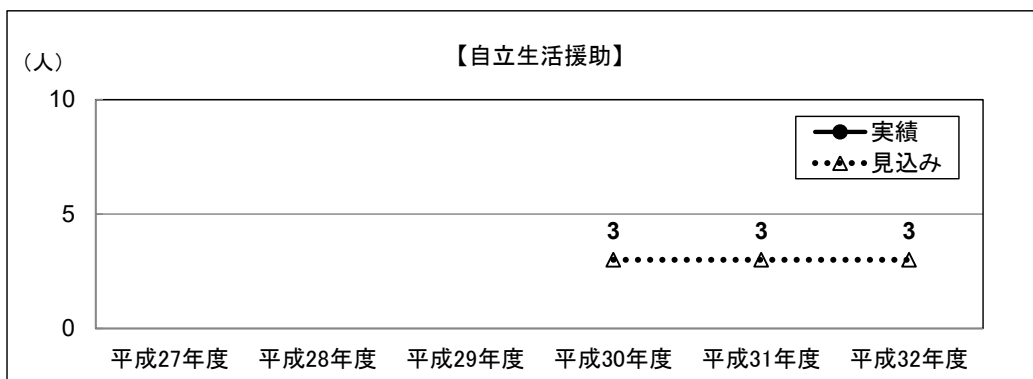 【自立生活援助】
（人）
10
実績
見込み
5
3 3 3
0
平成27年度 平成28年度 平成29年度 平成30年度 平成31年度 平成32年度